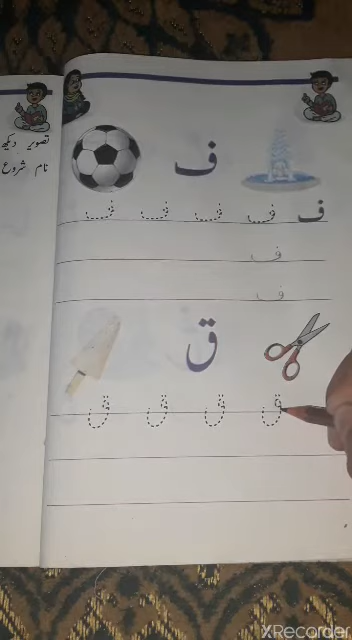 تصویر دیکھ
نام شروع
ف
ف ف ف ف ف
ف
ف
ق
ق ق ق ق
XRecorder